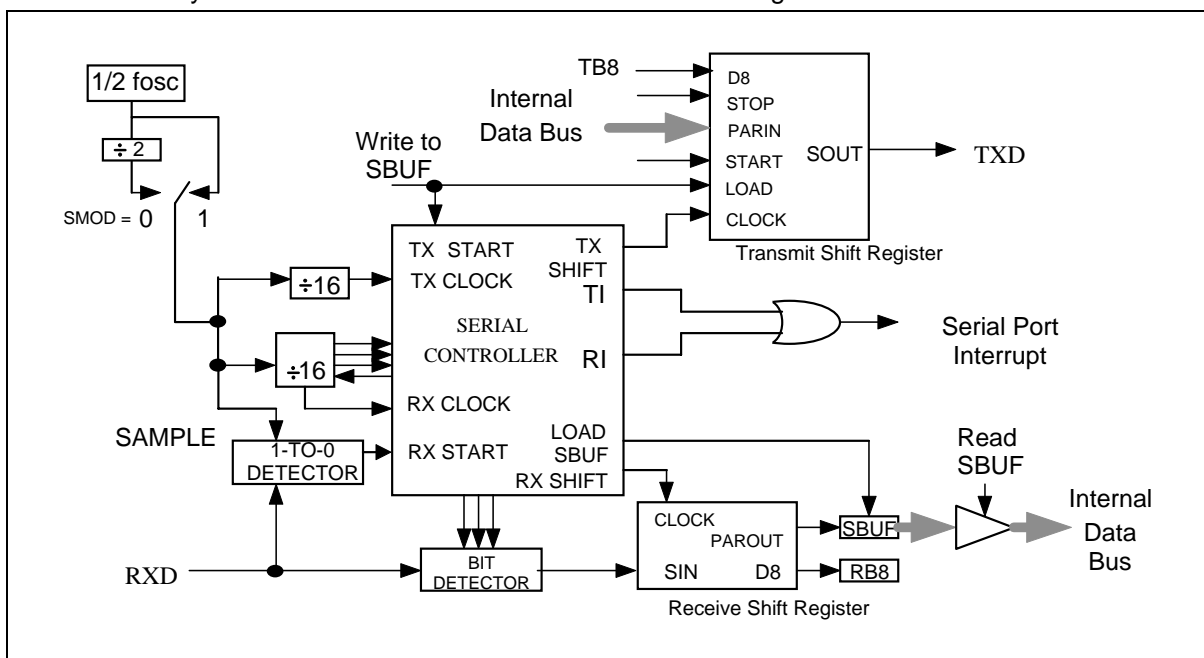 1/2 fosc
÷ 2
SMOD = 0 1
TB8
Internal
Data Bus
Write to
SBUF
D8
STOP
PARIN
START
LOAD
CLOCK
SOUT
TXD
Transmit Shift Register
÷16
÷16
SAMPLE
1-TO-0
DETECTOR
TX START
TX CLOCK
SERIAL
CONTROLLER
RX CLOCK
RX START
TX
SHIFT
TI
RI
LOAD
SBUF
RX SHIFT
Serial Port
Interrupt
RXD
BIT
DETECTOR
CLOCK
PAROUT
SIN D8
Receive Shift Register
SBUF
RB8
Read
SBUF
Internal
Data
Bus